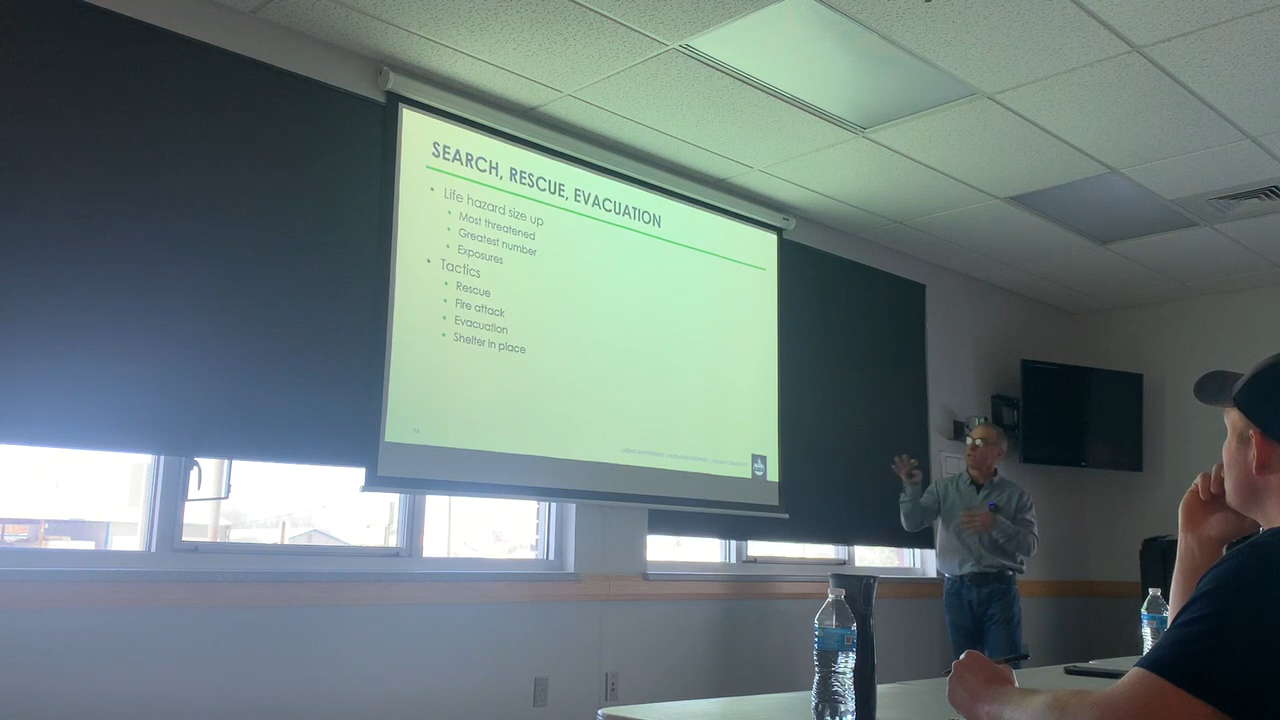 SEARCH, RESCUE, EVACUATION
Life hazard size up
Most threatened
Greatest number
Exposures
Tactics
Rescue
Fire attack
Evacuation
Shelter in place